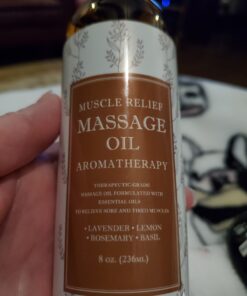 MUSCLE RELIEF
MASSAGE
OIL
AROMATHERAPY
THERAPEUTIC-GRADE
MASSAGE OIL FORMULATED WITH
ESSENTIAL OILS
TO RELIEVE SORE AND TIRED MUSCLES
• LAVENDER • LEMON
• ROSEMARY • BASIL
8 oz. (236ML.)